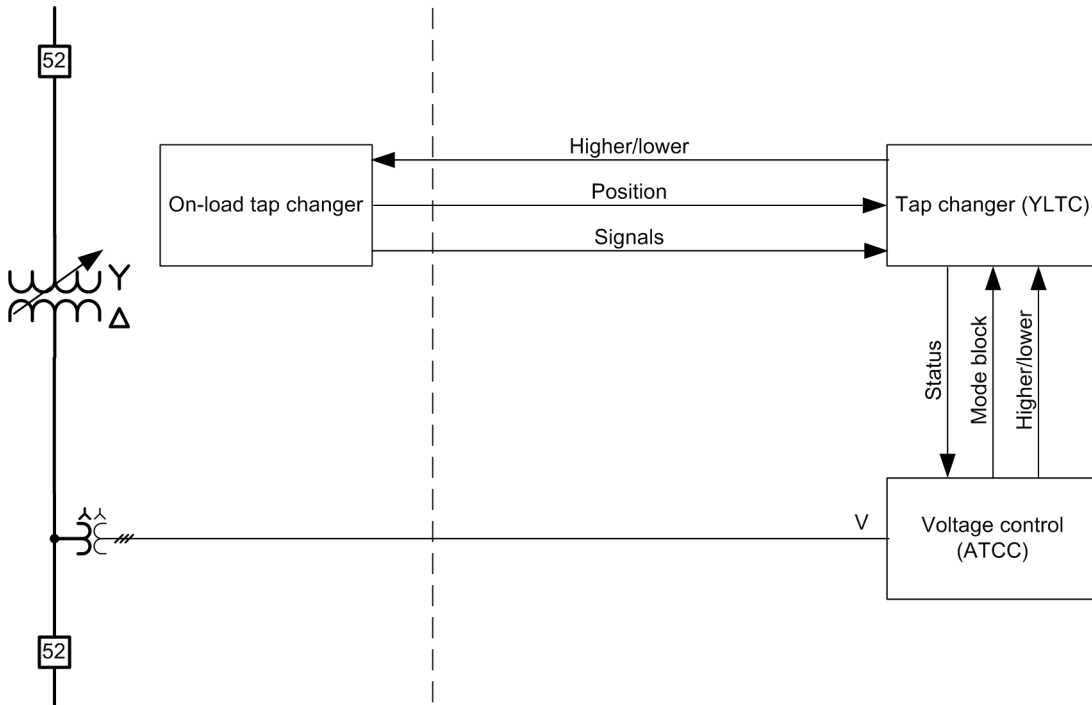 52
Higher/lower
On-load tap changer
Position
Tap changer (YLTC)
Signals
Y
Δ
Status
Mode block
Higher/lower
V
Voltage control
(ATCC)
52